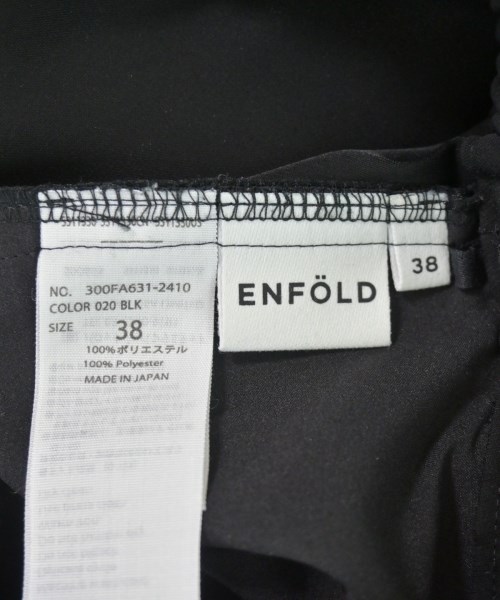 NO. 300FA631-2410
COLOR 020 BLK
SIZE 38
100%ポリエステル
100% Polyester
MADE IN JAPAN
ENFÖLD
38